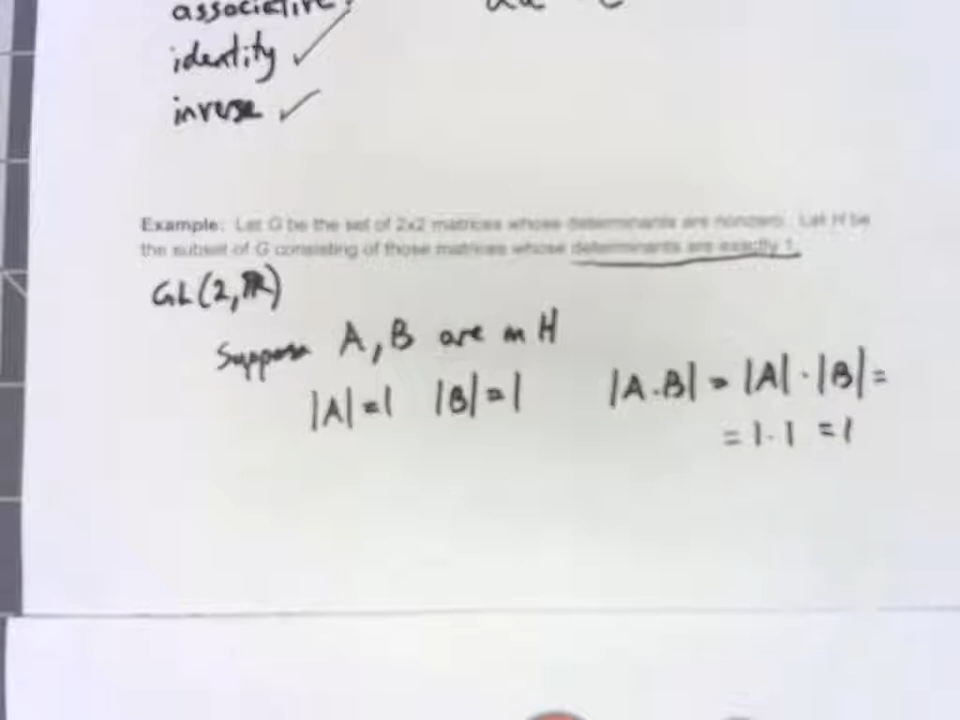 associative
identity ✓
inverse ✓
Example: Let G be the set of 2x2 matrices whose determinants are nonzero. Let H be
the subset of G consisting of those matrices whose determinants are exactly 1.
GL(2,ℝ)
Suppose A, B are in H
|A|=1 |B|=1 |A·B| = |A|·|B| =
= 1·1 = 1